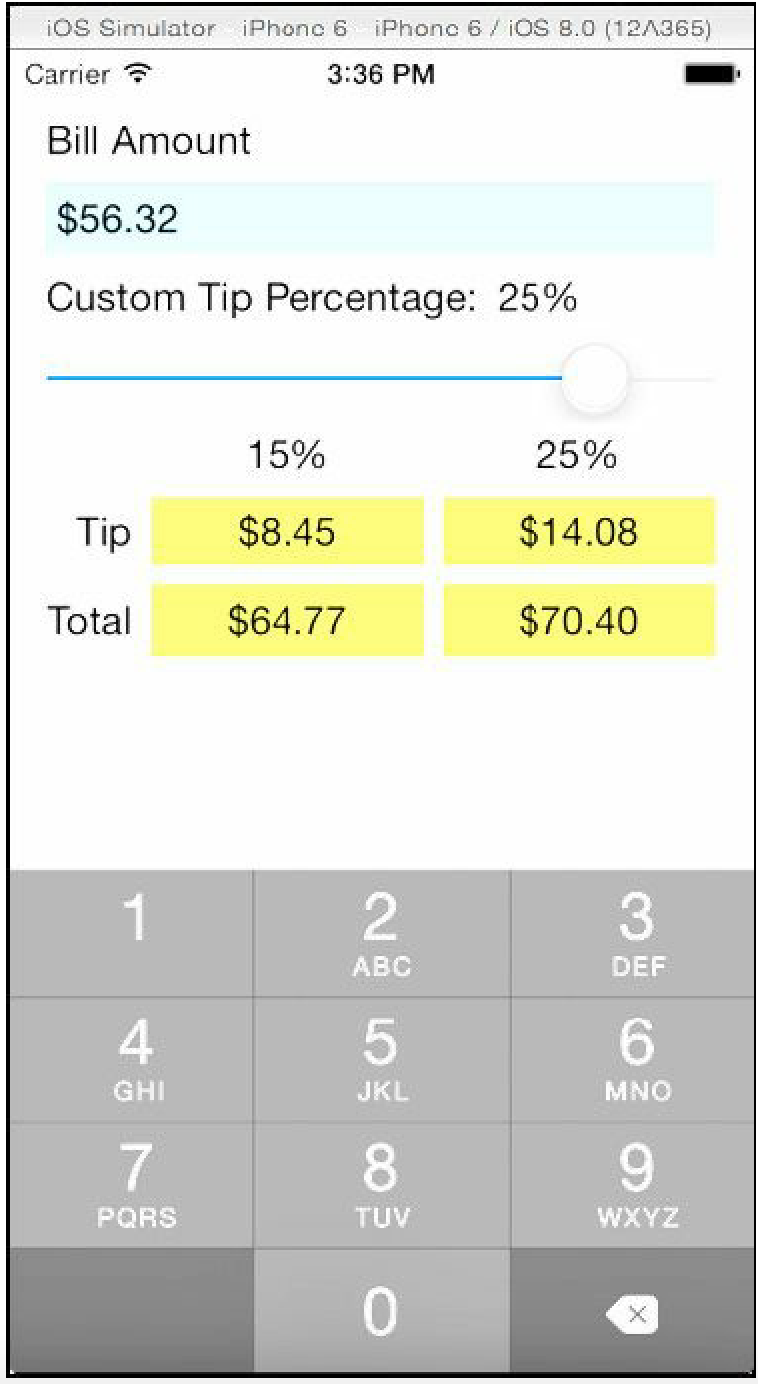 iOS Simulator - iPhone 6 - iPhone 6 / iOS 8.0 (12A365)
Carrier 3:36 PM
Bill Amount
$56.32
Custom Tip Percentage: 25%
15% 25%
Tip $8.45 $14.08
Total $64.77 $70.40
1 2 3
ABC DEF
4 5 6
GHI JKL MNO
7 8 9
PQRS TUV WXYZ
0